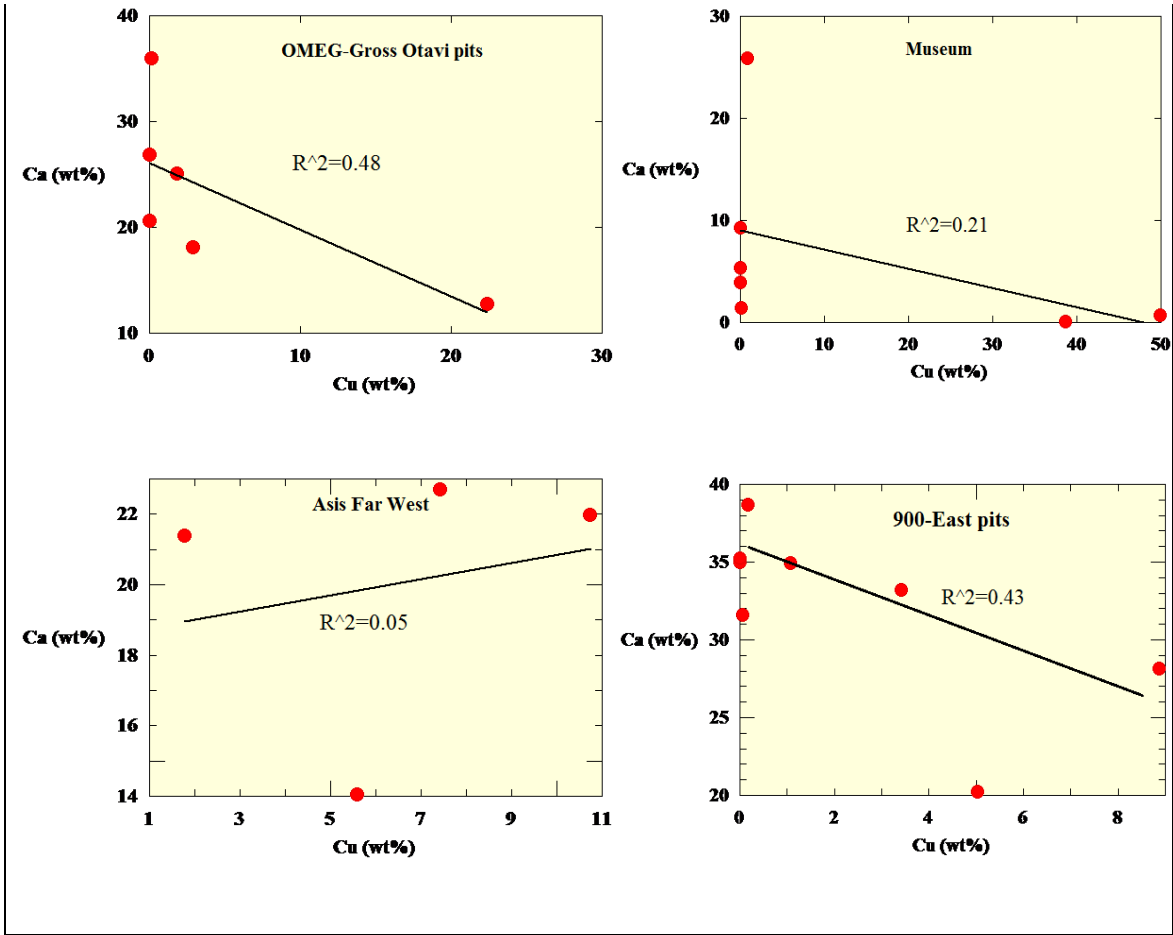 OMEG-Gross Otavi pits
40
30
20
10
Ca (wt%)
R^2=0.48
0
10
20
30
Cu (wt%)
Museum
30
20
10
0
Ca (wt%)
R^2=0.21
0
10
20
30
40
50
Cu (wt%)
Asis Far West
22
20
18
16
14
Ca (wt%)
R^2=0.05
1
3
5
7
9
11
Cu (wt%)
900-East pits
40
35
30
25
20
Ca (wt%)
R^2=0.43
0
2
4
6
8
Cu (wt%)